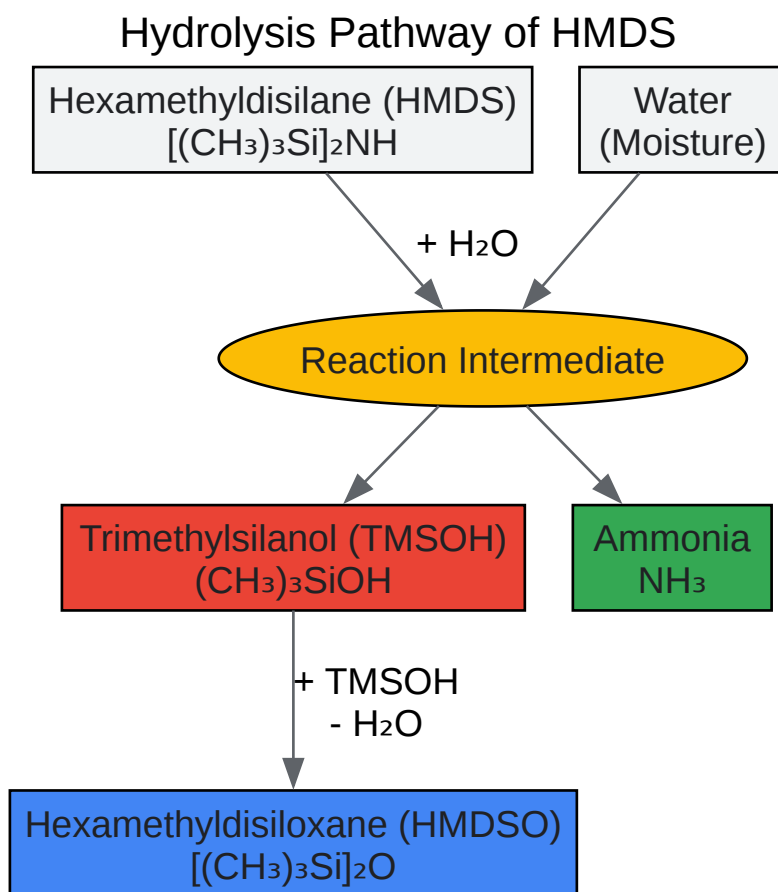 Hydrolysis Pathway of HMDS
Hexamethyldisilane (HMDS)
[(CH₃)₃Si]₂NH
Water
(Moisture)
+ H₂O
Reaction Intermediate
Trimethylsilanol (TMSOH)
(CH₃)₃SiOH
Ammonia
NH₃
+ TMSOH
- H₂O
Hexamethyldisiloxane (HMDSO)
[(CH₃)₃Si]₂O